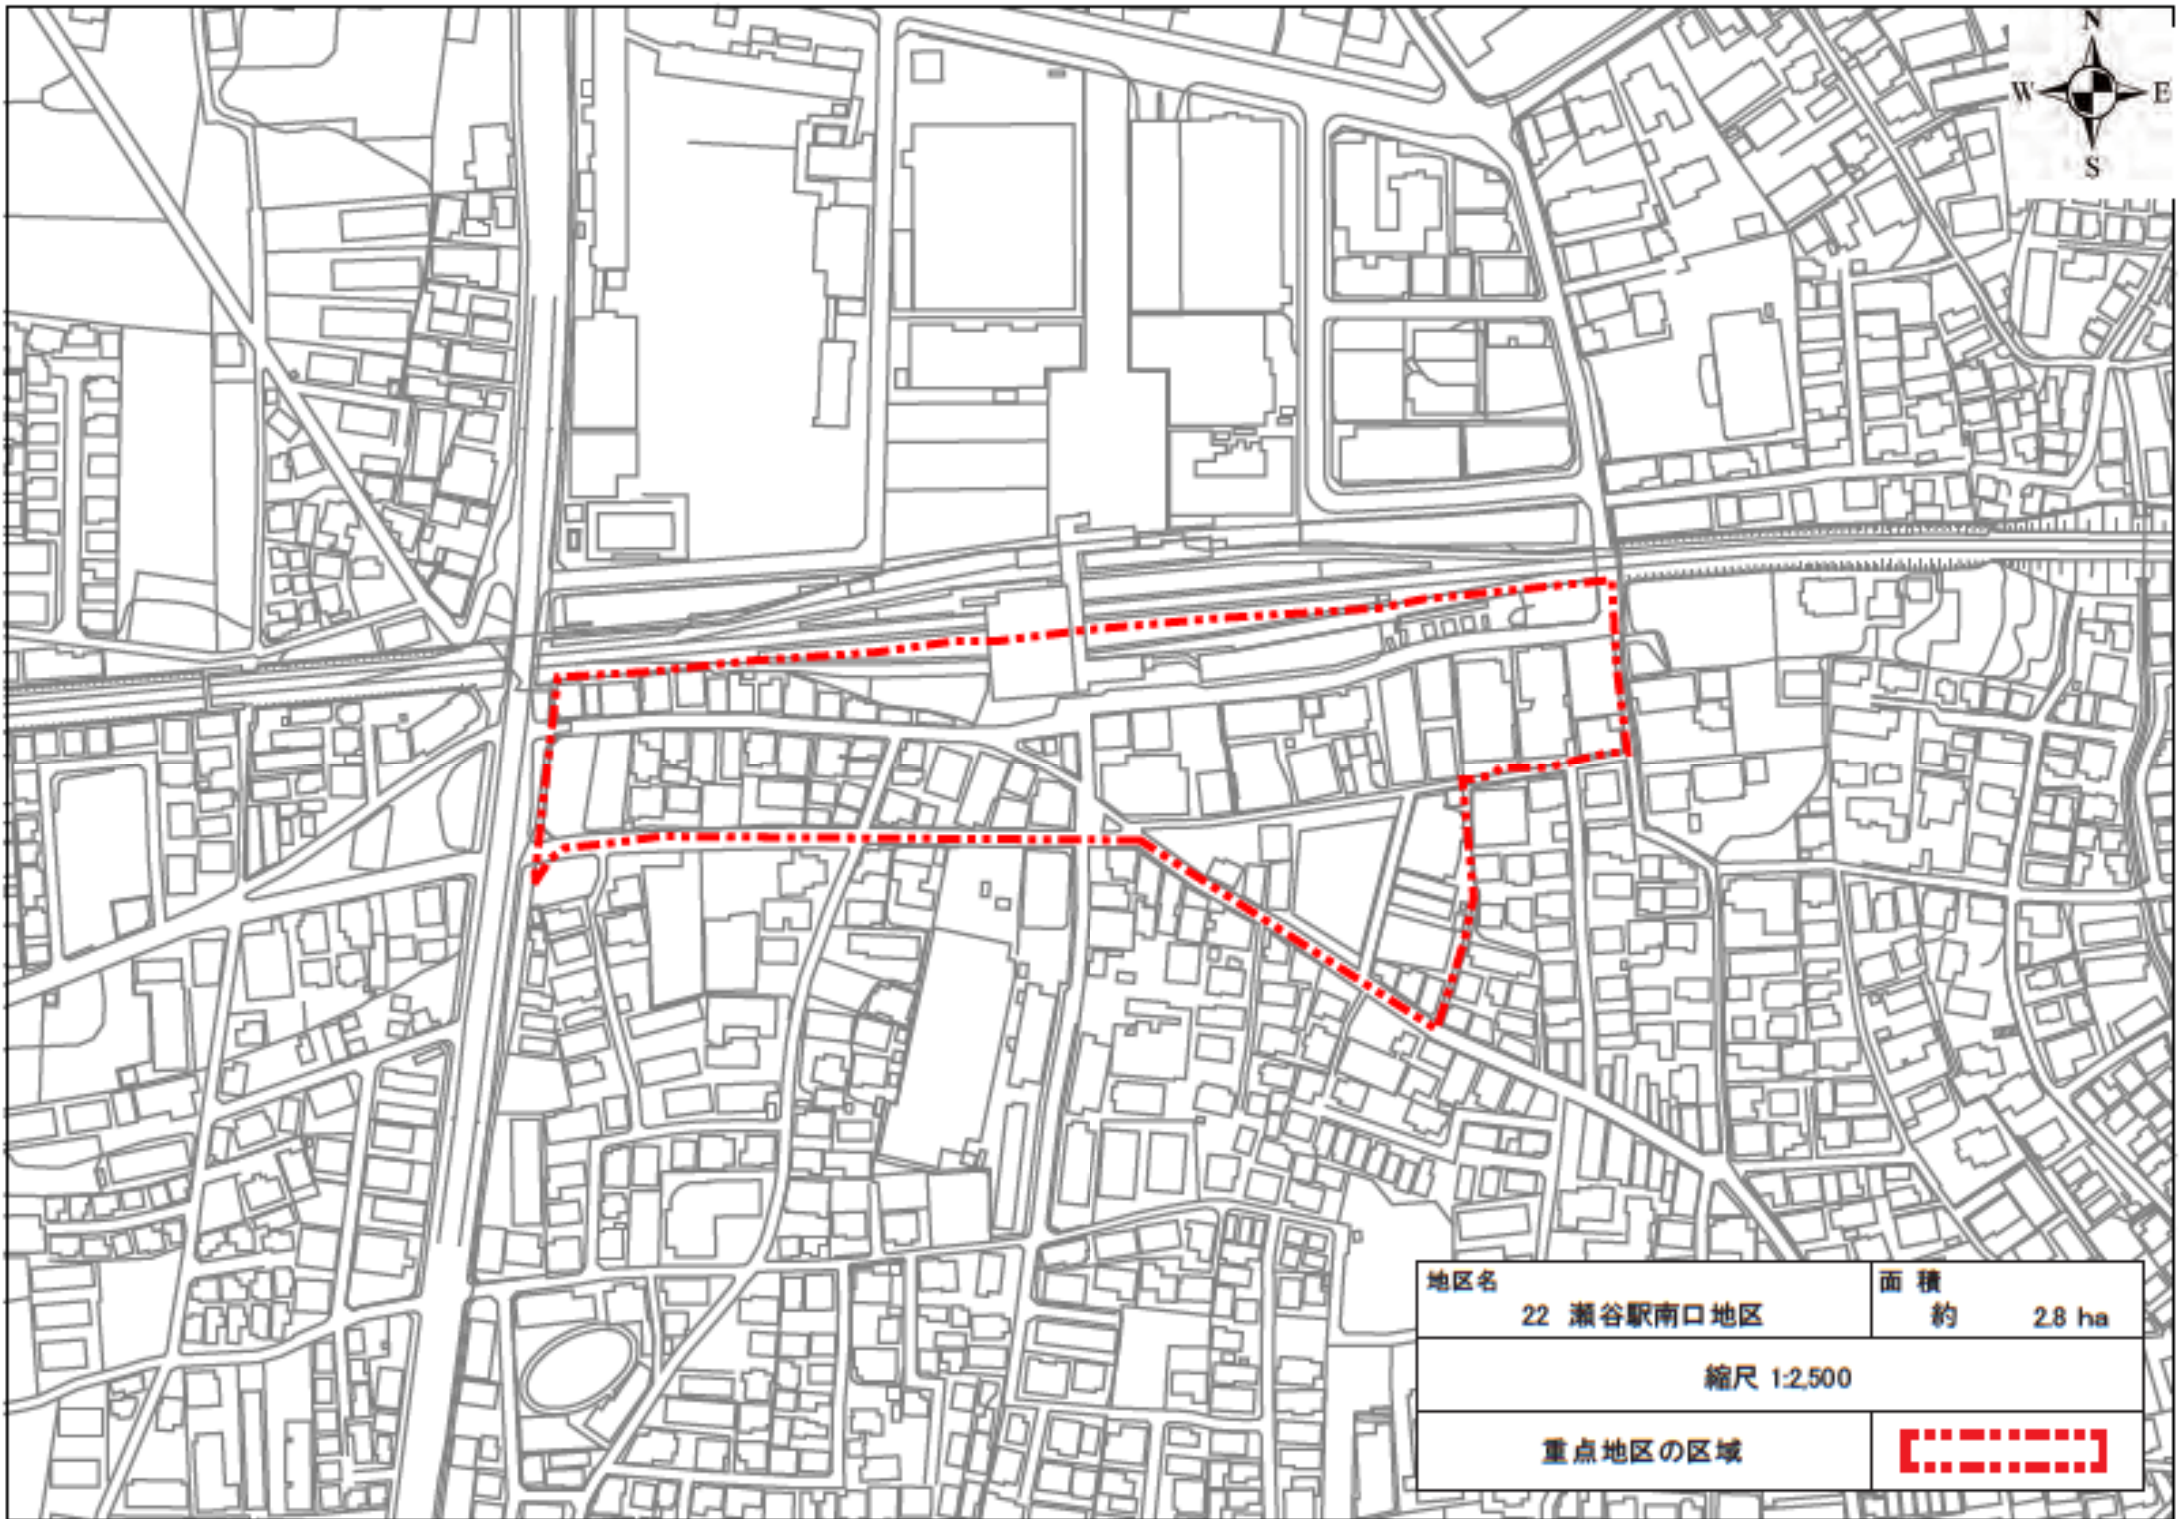 N
W E
S
地区名
22 瀬谷駅南口地区
面 積
約 2.8 ha
縮尺 1:2,500
重点地区の区域